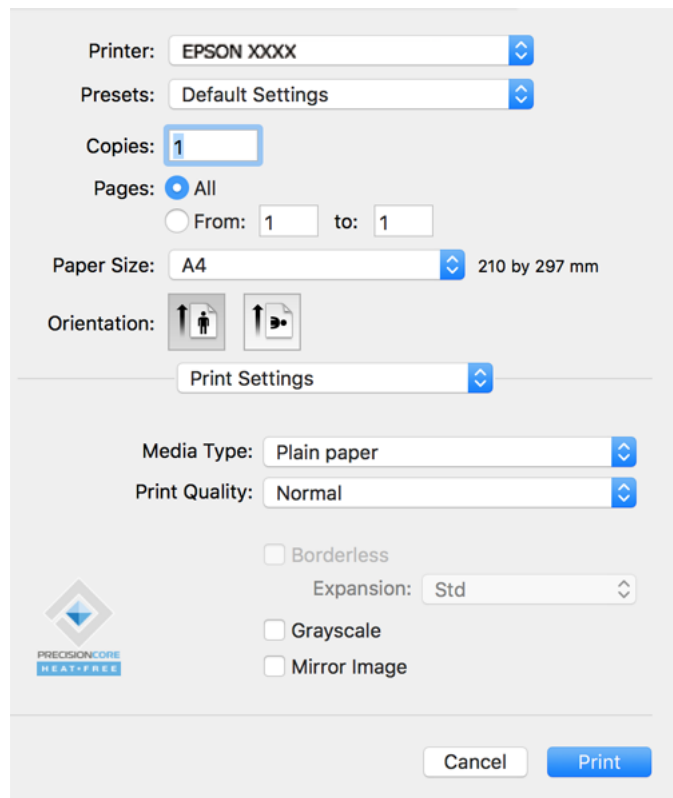 Printer: EPSON XXXX
Presets: Default Settings
Copies: 1
Pages: All
From: 1 to: 1
Paper Size: A4 210 by 297 mm
Orientation:
Print Settings
Media Type: Plain paper
Print Quality: Normal
Borderless
Expansion: Std
Grayscale
Mirror Image
PRECISIONCORE
HEAT•FREE
Cancel Print